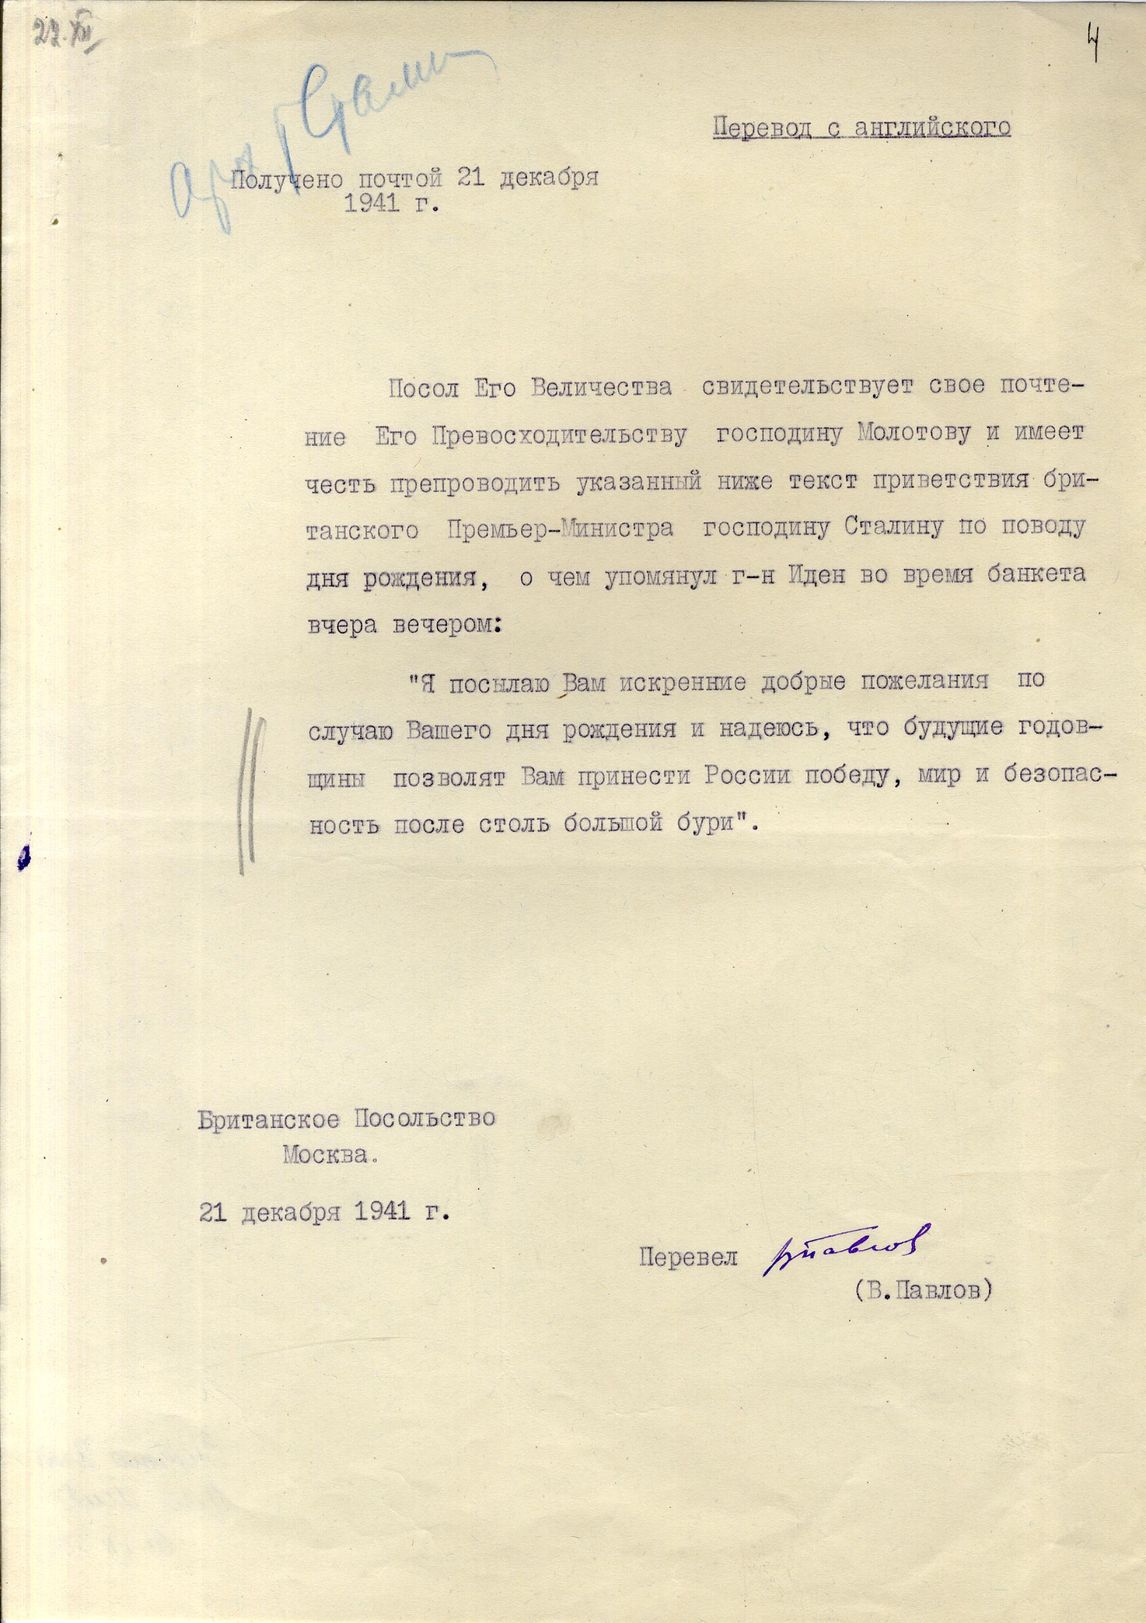 22.XII
4
Перевод с английского
Получено почтой 21 декабря
1941 г.
Посол Его Величества свидетельствует свое почте-
ние Его Превосходительству господину Молотову и имеет
честь препроводить указанный ниже текст приветствия бри-
танского Премьер-Министра господину Сталину по поводу
дня рождения, о чем упомянул г-н Иден во время банкета
вчера вечером:
"Я посылаю Вам искренние добрые пожелания по
случаю Вашего дня рождения и надеюсь, что будущие годов-
щины позволят Вам принести России победу, мир и безопас-
ность после столь большой бури".
Британское Посольство
Москва.
21 декабря 1941 г.
Перевел ВПавлов
(В.Павлов)